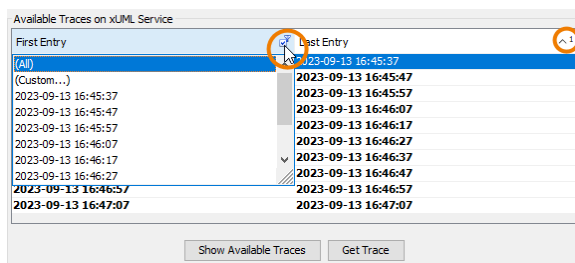 Available Traces on xUML Service
First Entry Last Entry 1
(All) 2023-09-13 16:45:37
(Custom...) 2023-09-13 16:45:47
2023-09-13 16:45:37 2023-09-13 16:45:57
2023-09-13 16:45:47 2023-09-13 16:46:07
2023-09-13 16:45:57 2023-09-13 16:46:17
2023-09-13 16:46:07 2023-09-13 16:46:27
2023-09-13 16:46:17 2023-09-13 16:46:37
2023-09-13 16:46:27 2023-09-13 16:46:47
2023-09-13 16:46:57 2023-09-13 16:46:57
2023-09-13 16:47:07 2023-09-13 16:47:07
Show Available Traces Get Trace